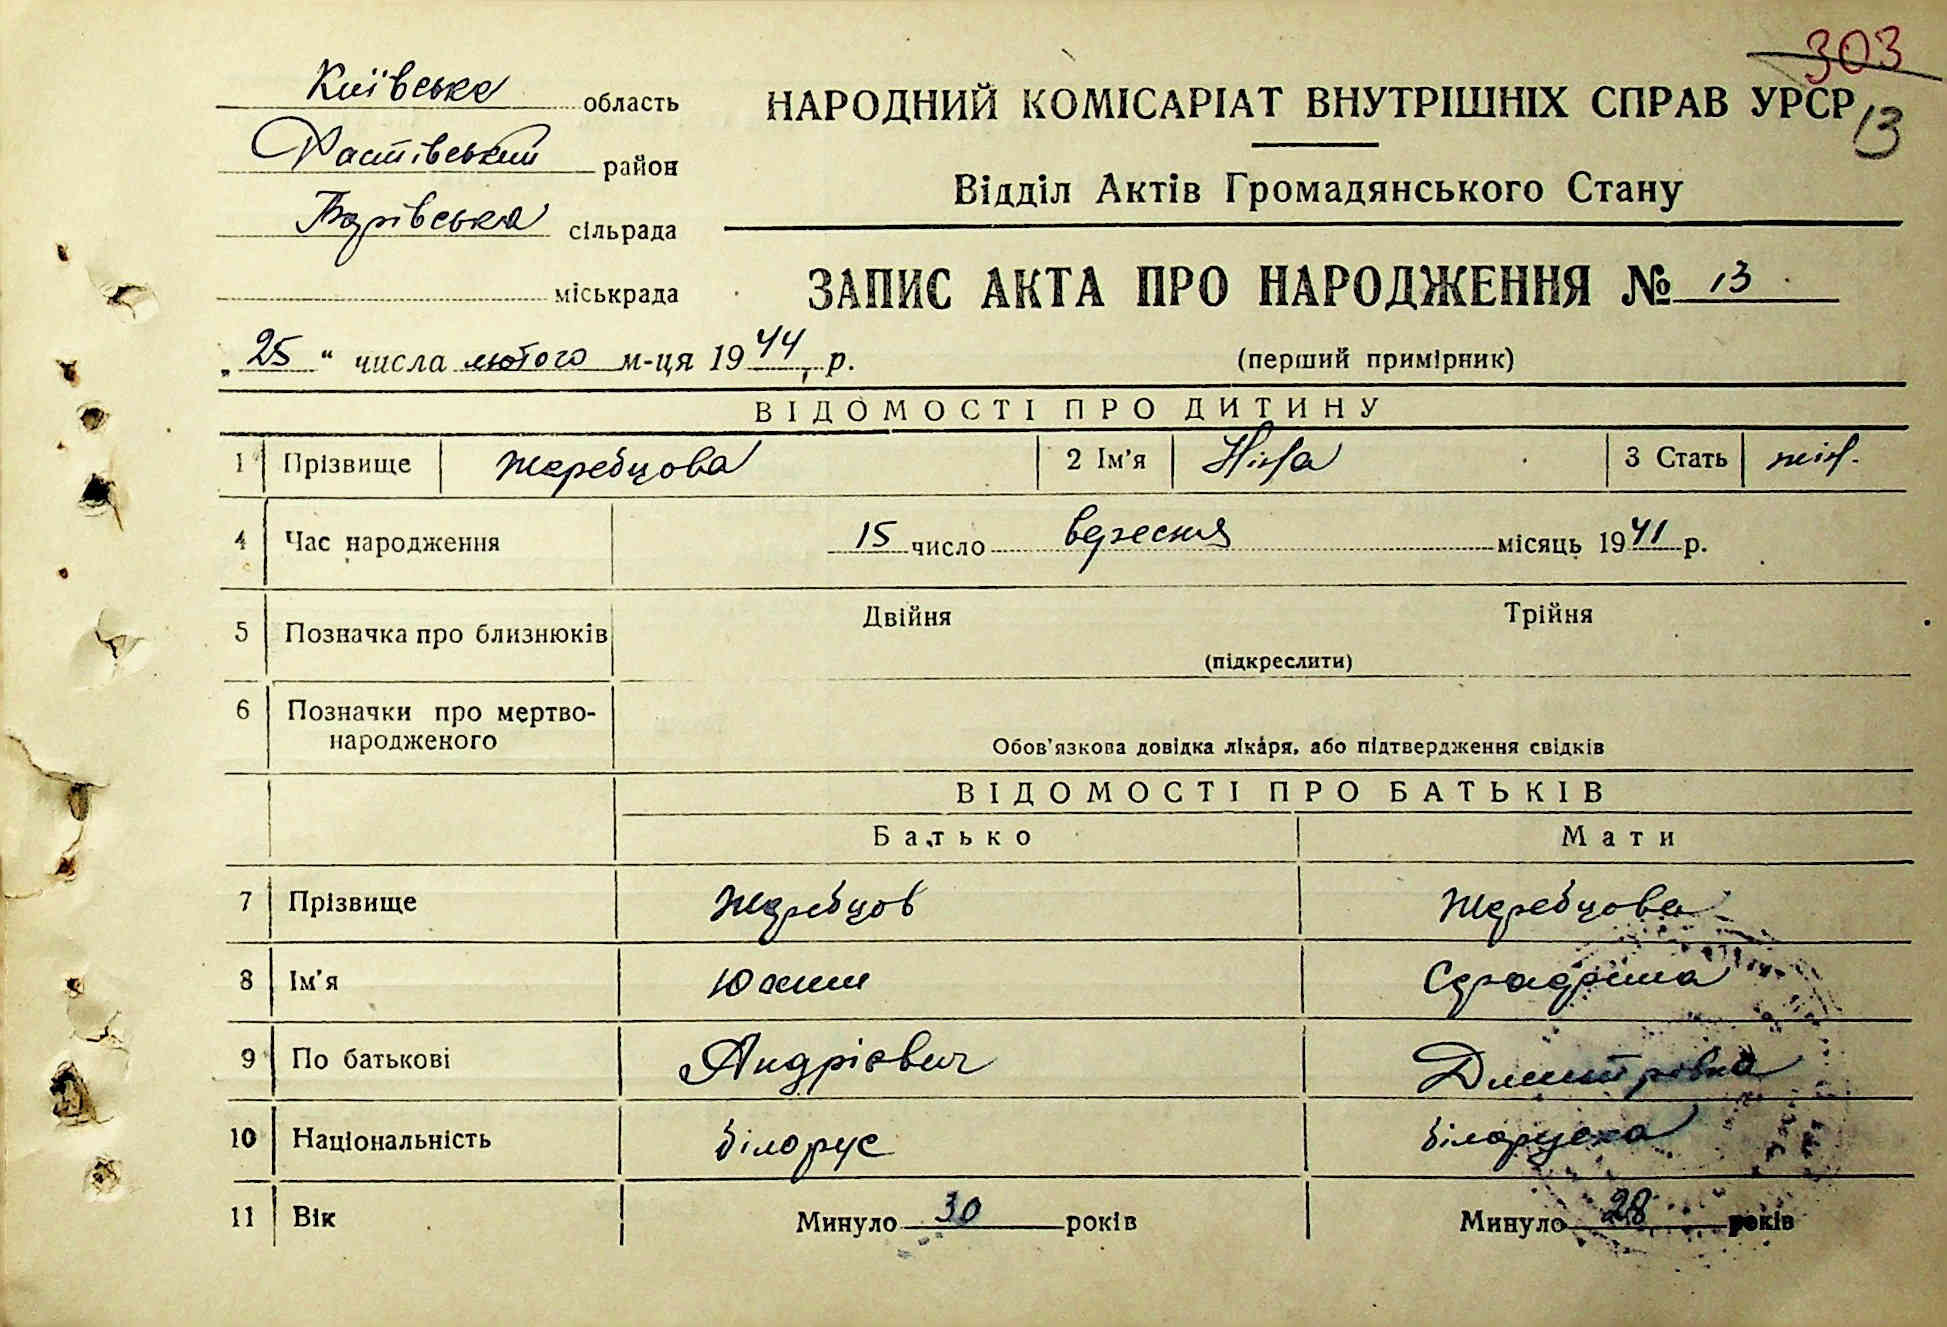 303
Київська область
НАРОДНИЙ КОМІСАРІАТ ВНУТРІШНІХ СПРАВ УРСР
13
Фастівський район
Відділ Актів Громадянського Стану
сільрада
міськрада
ЗАПИС АКТА ПРО НАРОДЖЕННЯ № 13
„25“ числа лютого м-ця 1944 р.
(перший примірник)
ВІДОМОСТІ ПРО ДИТИНУ
1 Прізвище Жеребцова 2 Ім'я Ніна 3 Стать жін.
4 Час народження 15 число вересня місяць 1941 р.
5 Позначка про близнюків Двійня Трійня
(підкреслити)
6 Позначки про мертво-
народженого
Обов'язкова довідка лікаря, або підтвердження свідків
ВІДОМОСТІ ПРО БАТЬКІВ
Батько Мати
7 Прізвище Жеребцов Жеребцова
8 Ім'я Юхим
9 По батькові Андрієвич Дмитрівна
10 Національність білорус білоруска
11 Вік Минуло 30 років Минуло 28 років